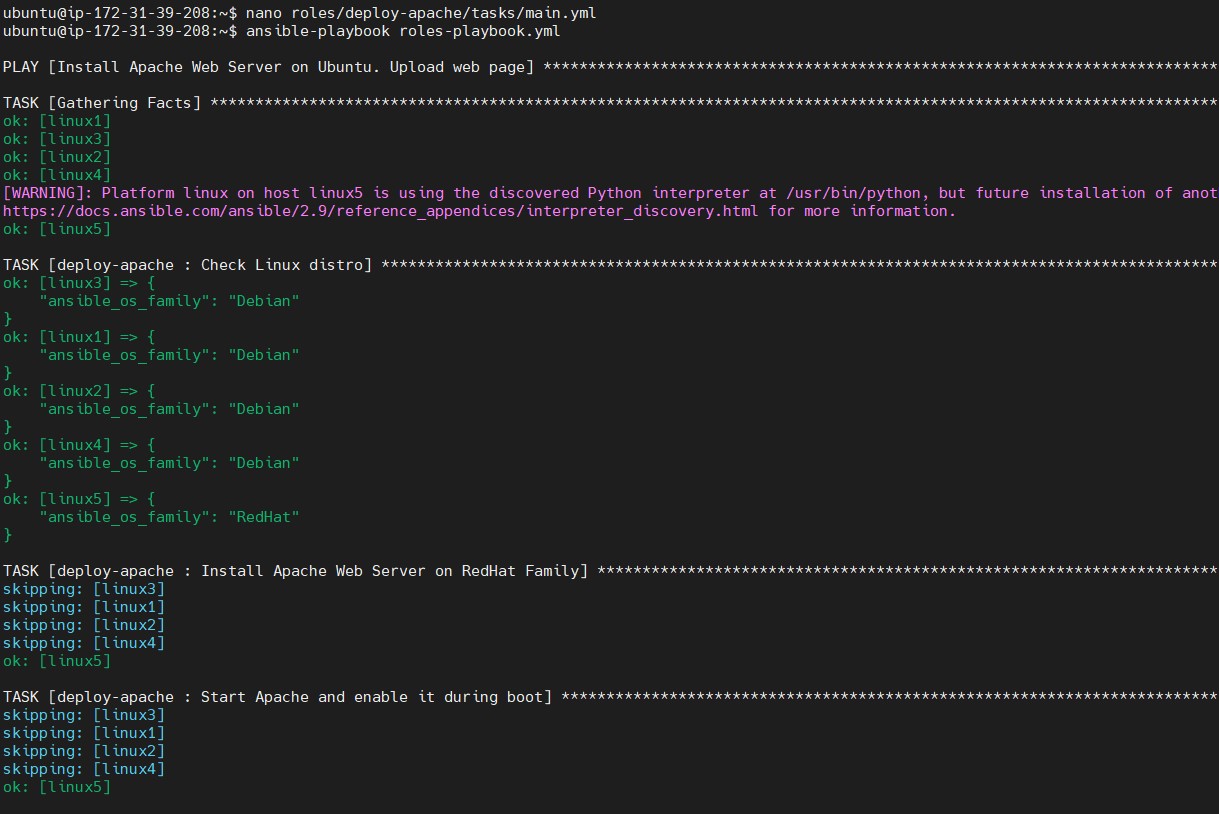 ubuntu@ip-172-31-39-208:~$ nano roles/deploy-apache/tasks/main.yml
ubuntu@ip-172-31-39-208:~$ ansible-playbook roles-playbook.yml
PLAY [Install Apache Web Server on Ubuntu. Upload web page] ***************************************************************************
TASK [Gathering Facts] ****************************************************************************************************************
ok: [linux1]
ok: [linux3]
ok: [linux2]
ok: [linux4]
[WARNING]: Platform linux on host linux5 is using the discovered Python interpreter at /usr/bin/python, but future installation of anot
https://docs.ansible.com/ansible/2.9/reference_appendices/interpreter_discovery.html for more information.
ok: [linux5]
TASK [deploy-apache : Check Linux distro] *********************************************************************************************
ok: [linux3] => {
    "ansible_os_family": "Debian"
}
ok: [linux1] => {
    "ansible_os_family": "Debian"
}
ok: [linux2] => {
    "ansible_os_family": "Debian"
}
ok: [linux4] => {
    "ansible_os_family": "Debian"
}
ok: [linux5] => {
    "ansible_os_family": "RedHat"
}
TASK [deploy-apache : Install Apache Web Server on RedHat Family] *********************************************************************
skipping: [linux3]
skipping: [linux1]
skipping: [linux2]
skipping: [linux4]
ok: [linux5]
TASK [deploy-apache : Start Apache and enable it during boot] *************************************************************************
skipping: [linux3]
skipping: [linux1]
skipping: [linux2]
skipping: [linux4]
ok: [linux5]